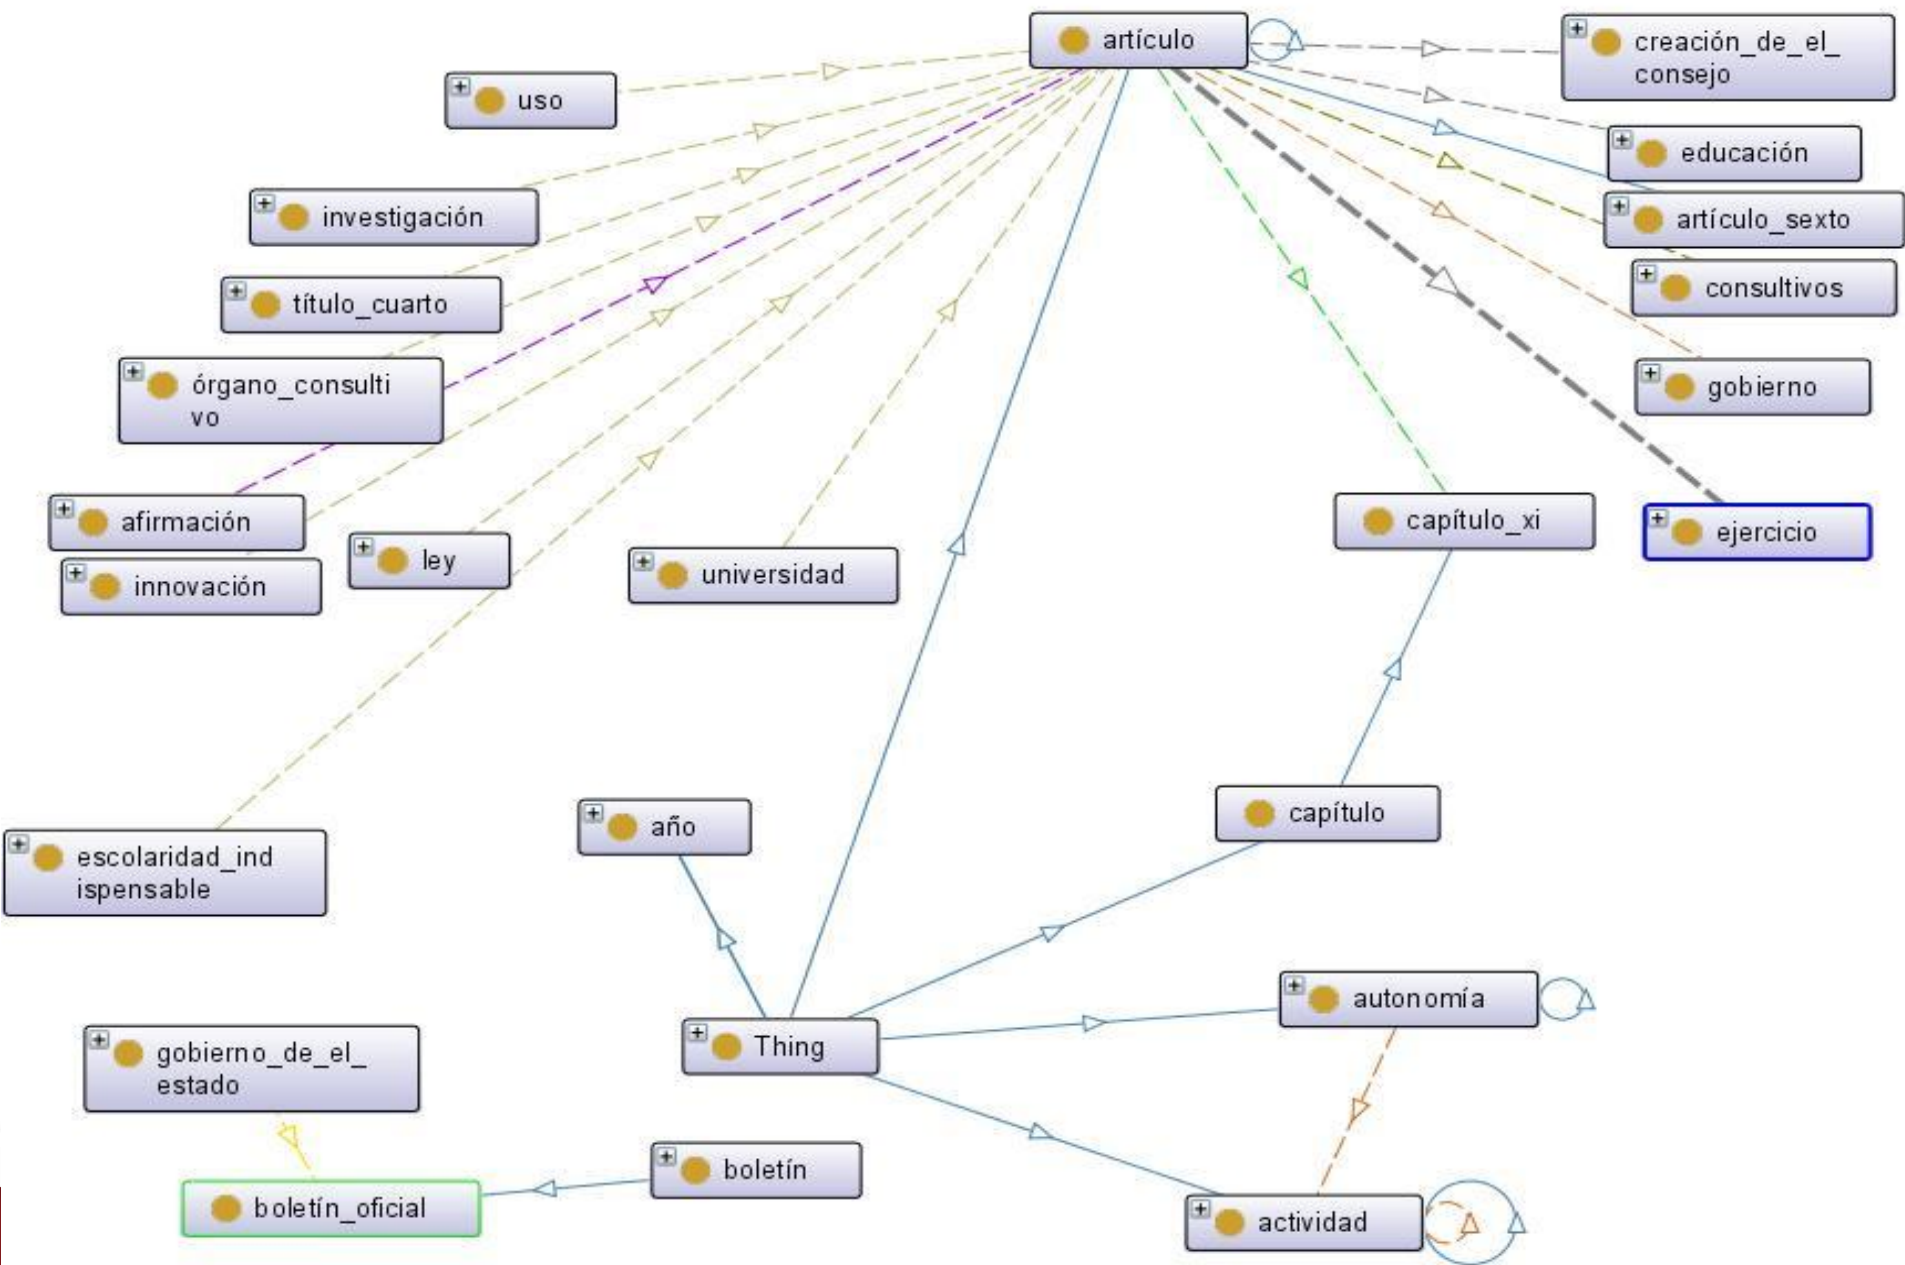 artículo
creación_de_el_
consejo
uso
educación
investigación
artículo_sexto
título_cuarto
consultivos
órgano_consulti
vo
gobierno
afirmación
capítulo_xi
ejercicio
ley
universidad
innovación
año
capítulo
escolaridad_ind
ispensable
autonomía
Thing
gobierno_de_el_
estado
boletín
boletín_oficial
actividad